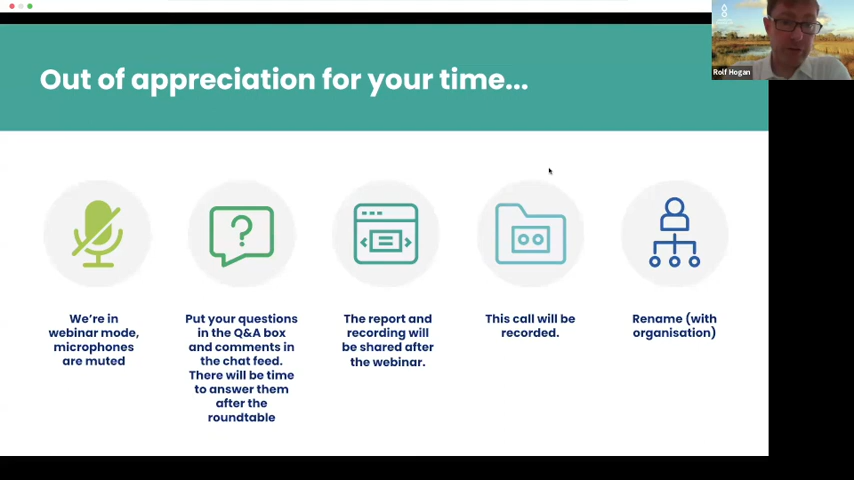 Out of appreciation for your time...
Rolf Hogan
We're in
webinar mode,
microphones
are muted
Put your questions
in the Q&A box
and comments in
the chat feed.
There will be time
to answer them
after the
roundtable
The report and
recording will
be shared after
the webinar.
This call will be
recorded.
Rename (with
organisation)